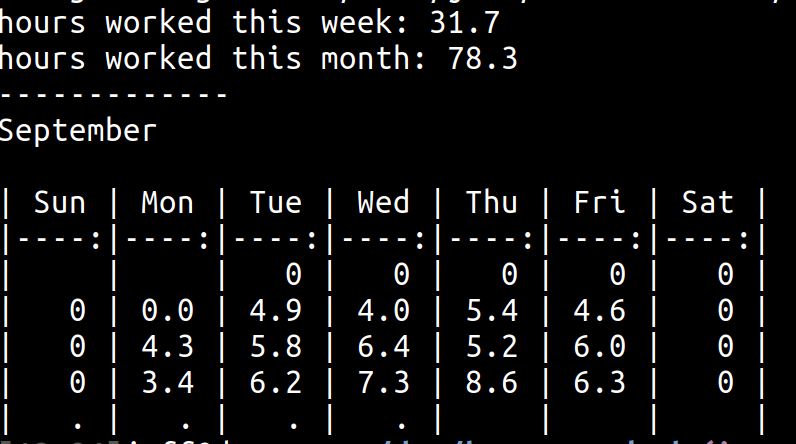 hours worked this week: 31.7
hours worked this month: 78.3
-------------
September
| Sun | Mon | Tue | Wed | Thu | Fri | Sat |
|----:|----:|----:|----:|----:|----:|----:|
|     |     |   0 |   0 |   0 |   0 |   0 |
|   0 | 0.0 | 4.9 | 4.0 | 5.4 | 4.6 |   0 |
|   0 | 4.3 | 5.8 | 6.4 | 5.2 | 6.0 |   0 |
|   0 | 3.4 | 6.2 | 7.3 | 8.6 | 6.3 |   0 |
|   . |   . |   . |   . |     |     |     |